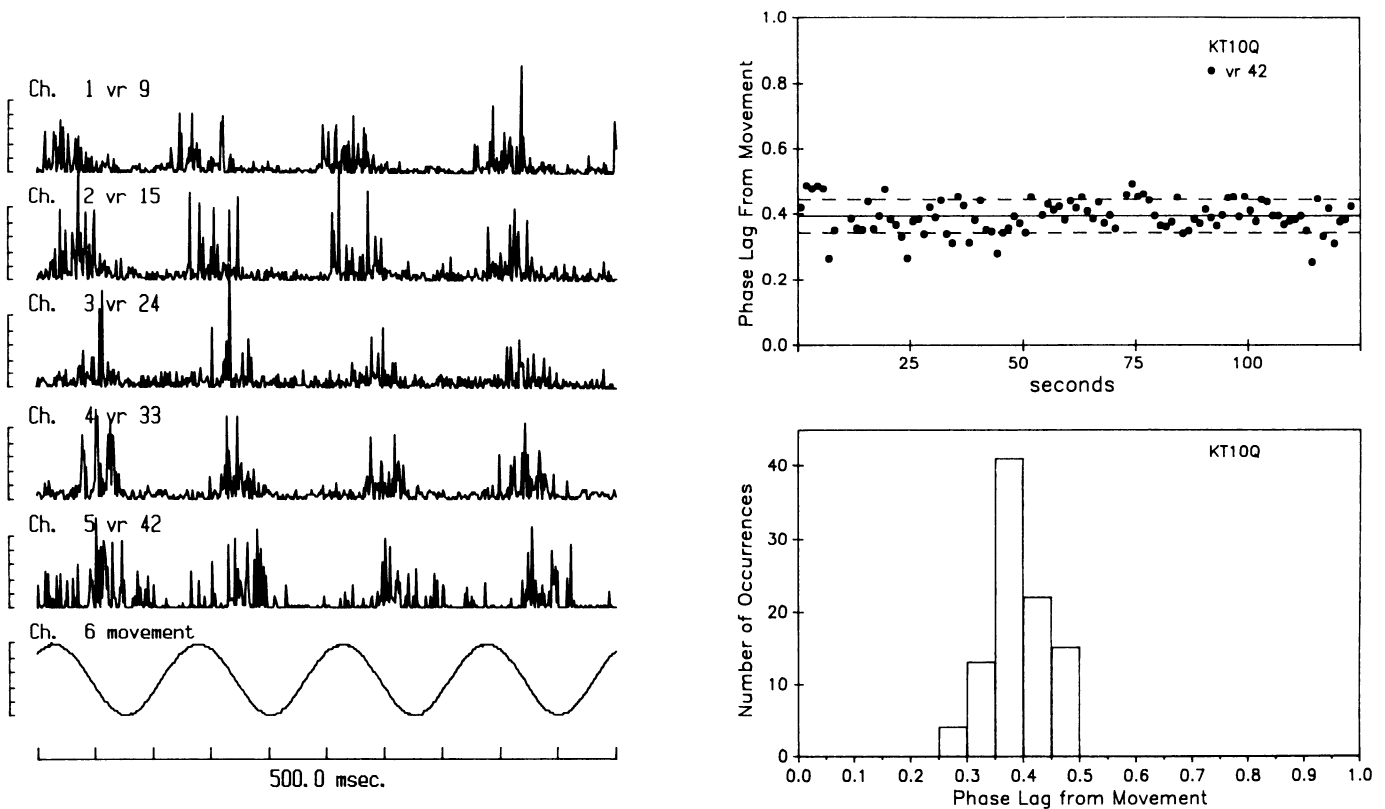 Ch. 1 vr 9
Ch. 2 vr 15
Ch. 3 vr 24
Ch. 4 vr 33
Ch. 5 vr 42
Ch. 6 movement
500.0 msec.
Phase Lag From Movement
1.0
0.8
0.6
0.4
0.2
0.0
KT10Q
vr 42
25
50
75
100
seconds
Number of Occurrences
40
30
20
10
0
KT10Q
0.0
0.1
0.2
0.3
0.4
0.5
0.6
0.7
0.8
0.9
1.0
Phase Lag from Movement